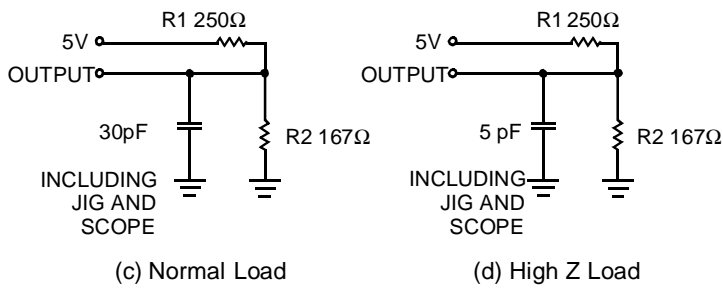 R1 250Ω
5V
OUTPUT
30pF
R2 167Ω
INCLUDING
JIG AND
SCOPE
(c) Normal Load
R1 250Ω
5V
OUTPUT
5 pF
R2 167Ω
INCLUDING
JIG AND
SCOPE
(d) High Z Load